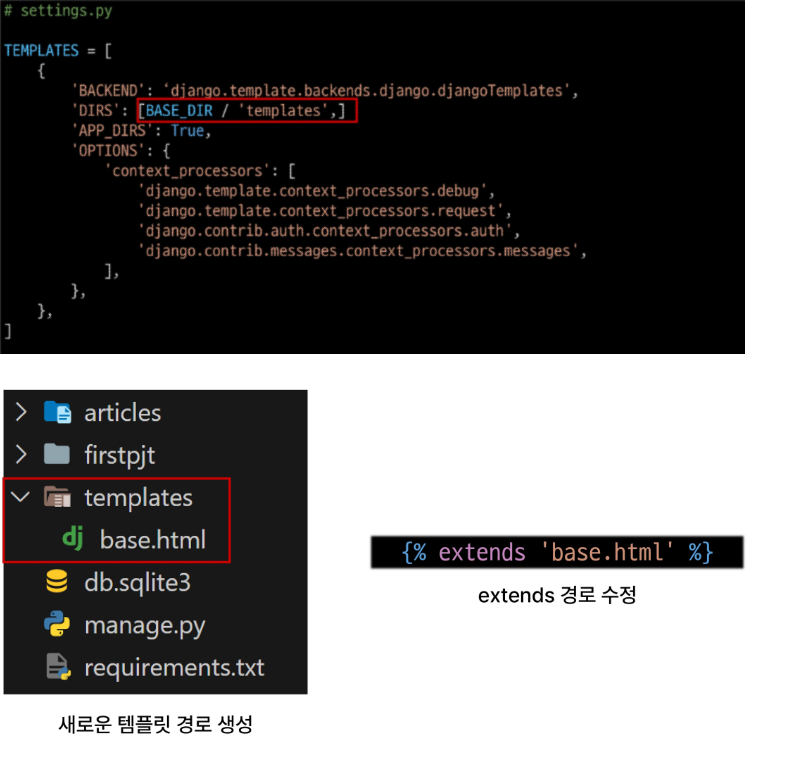 # settings.py
TEMPLATES = [
    {
        'BACKEND': 'django.template.backends.django.djangoTemplates',
        'DIRS': [BASE_DIR / 'templates',]
        'APP_DIRS': True,
        'OPTIONS': {
            'context_processors': [
                'django.template.context_processors.debug',
                'django.template.context_processors.request',
                'django.contrib.auth.context_processors.auth',
                'django.contrib.messages.context_processors.messages',
            ],
        },
    },
]
articles
firstpjt
templates
dj base.html
db.sqlite3
manage.py
requirements.txt
새로운 템플릿 경로 생성
{% extends 'base.html' %}
extends 경로 수정